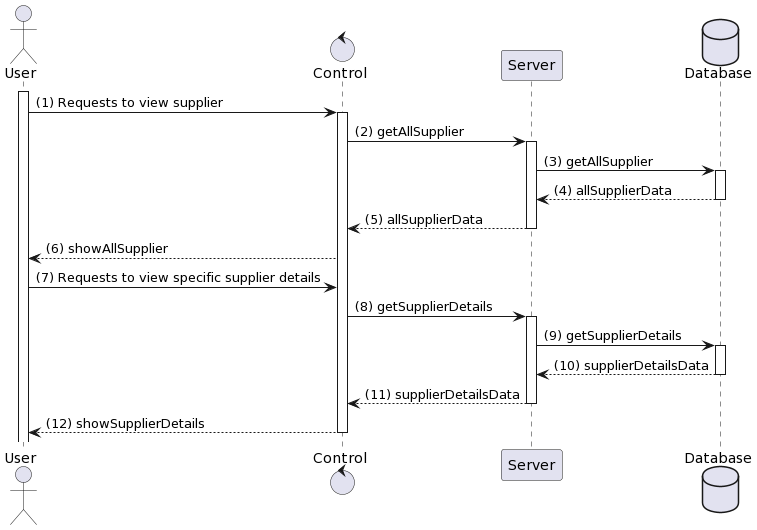 User
Control
Server
Database
(1) Requests to view supplier
(2) getAllSupplier
(3) getAllSupplier
(4) allSupplierData
(5) allSupplierData
(6) showAllSupplier
(7) Requests to view specific supplier details
(8) getSupplierDetails
(9) getSupplierDetails
(10) supplierDetailsData
(11) supplierDetailsData
(12) showSupplierDetails
User
Control
Server
Database